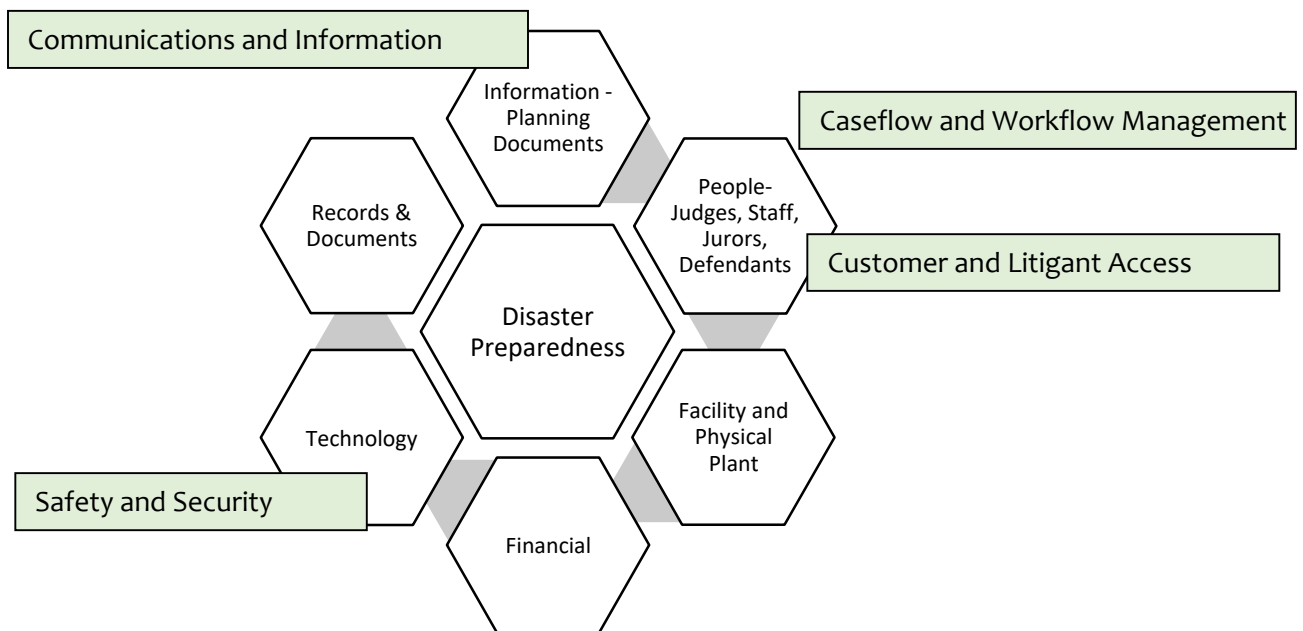 Communications and Information
Information -
Planning
Documents
Caseflow and Workflow Management
People-
Judges, Staff,
Jurors,
Defendants
Records &
Documents
Customer and Litigant Access
Disaster
Preparedness
Facility and
Physical
Plant
Technology
Safety and Security
Financial